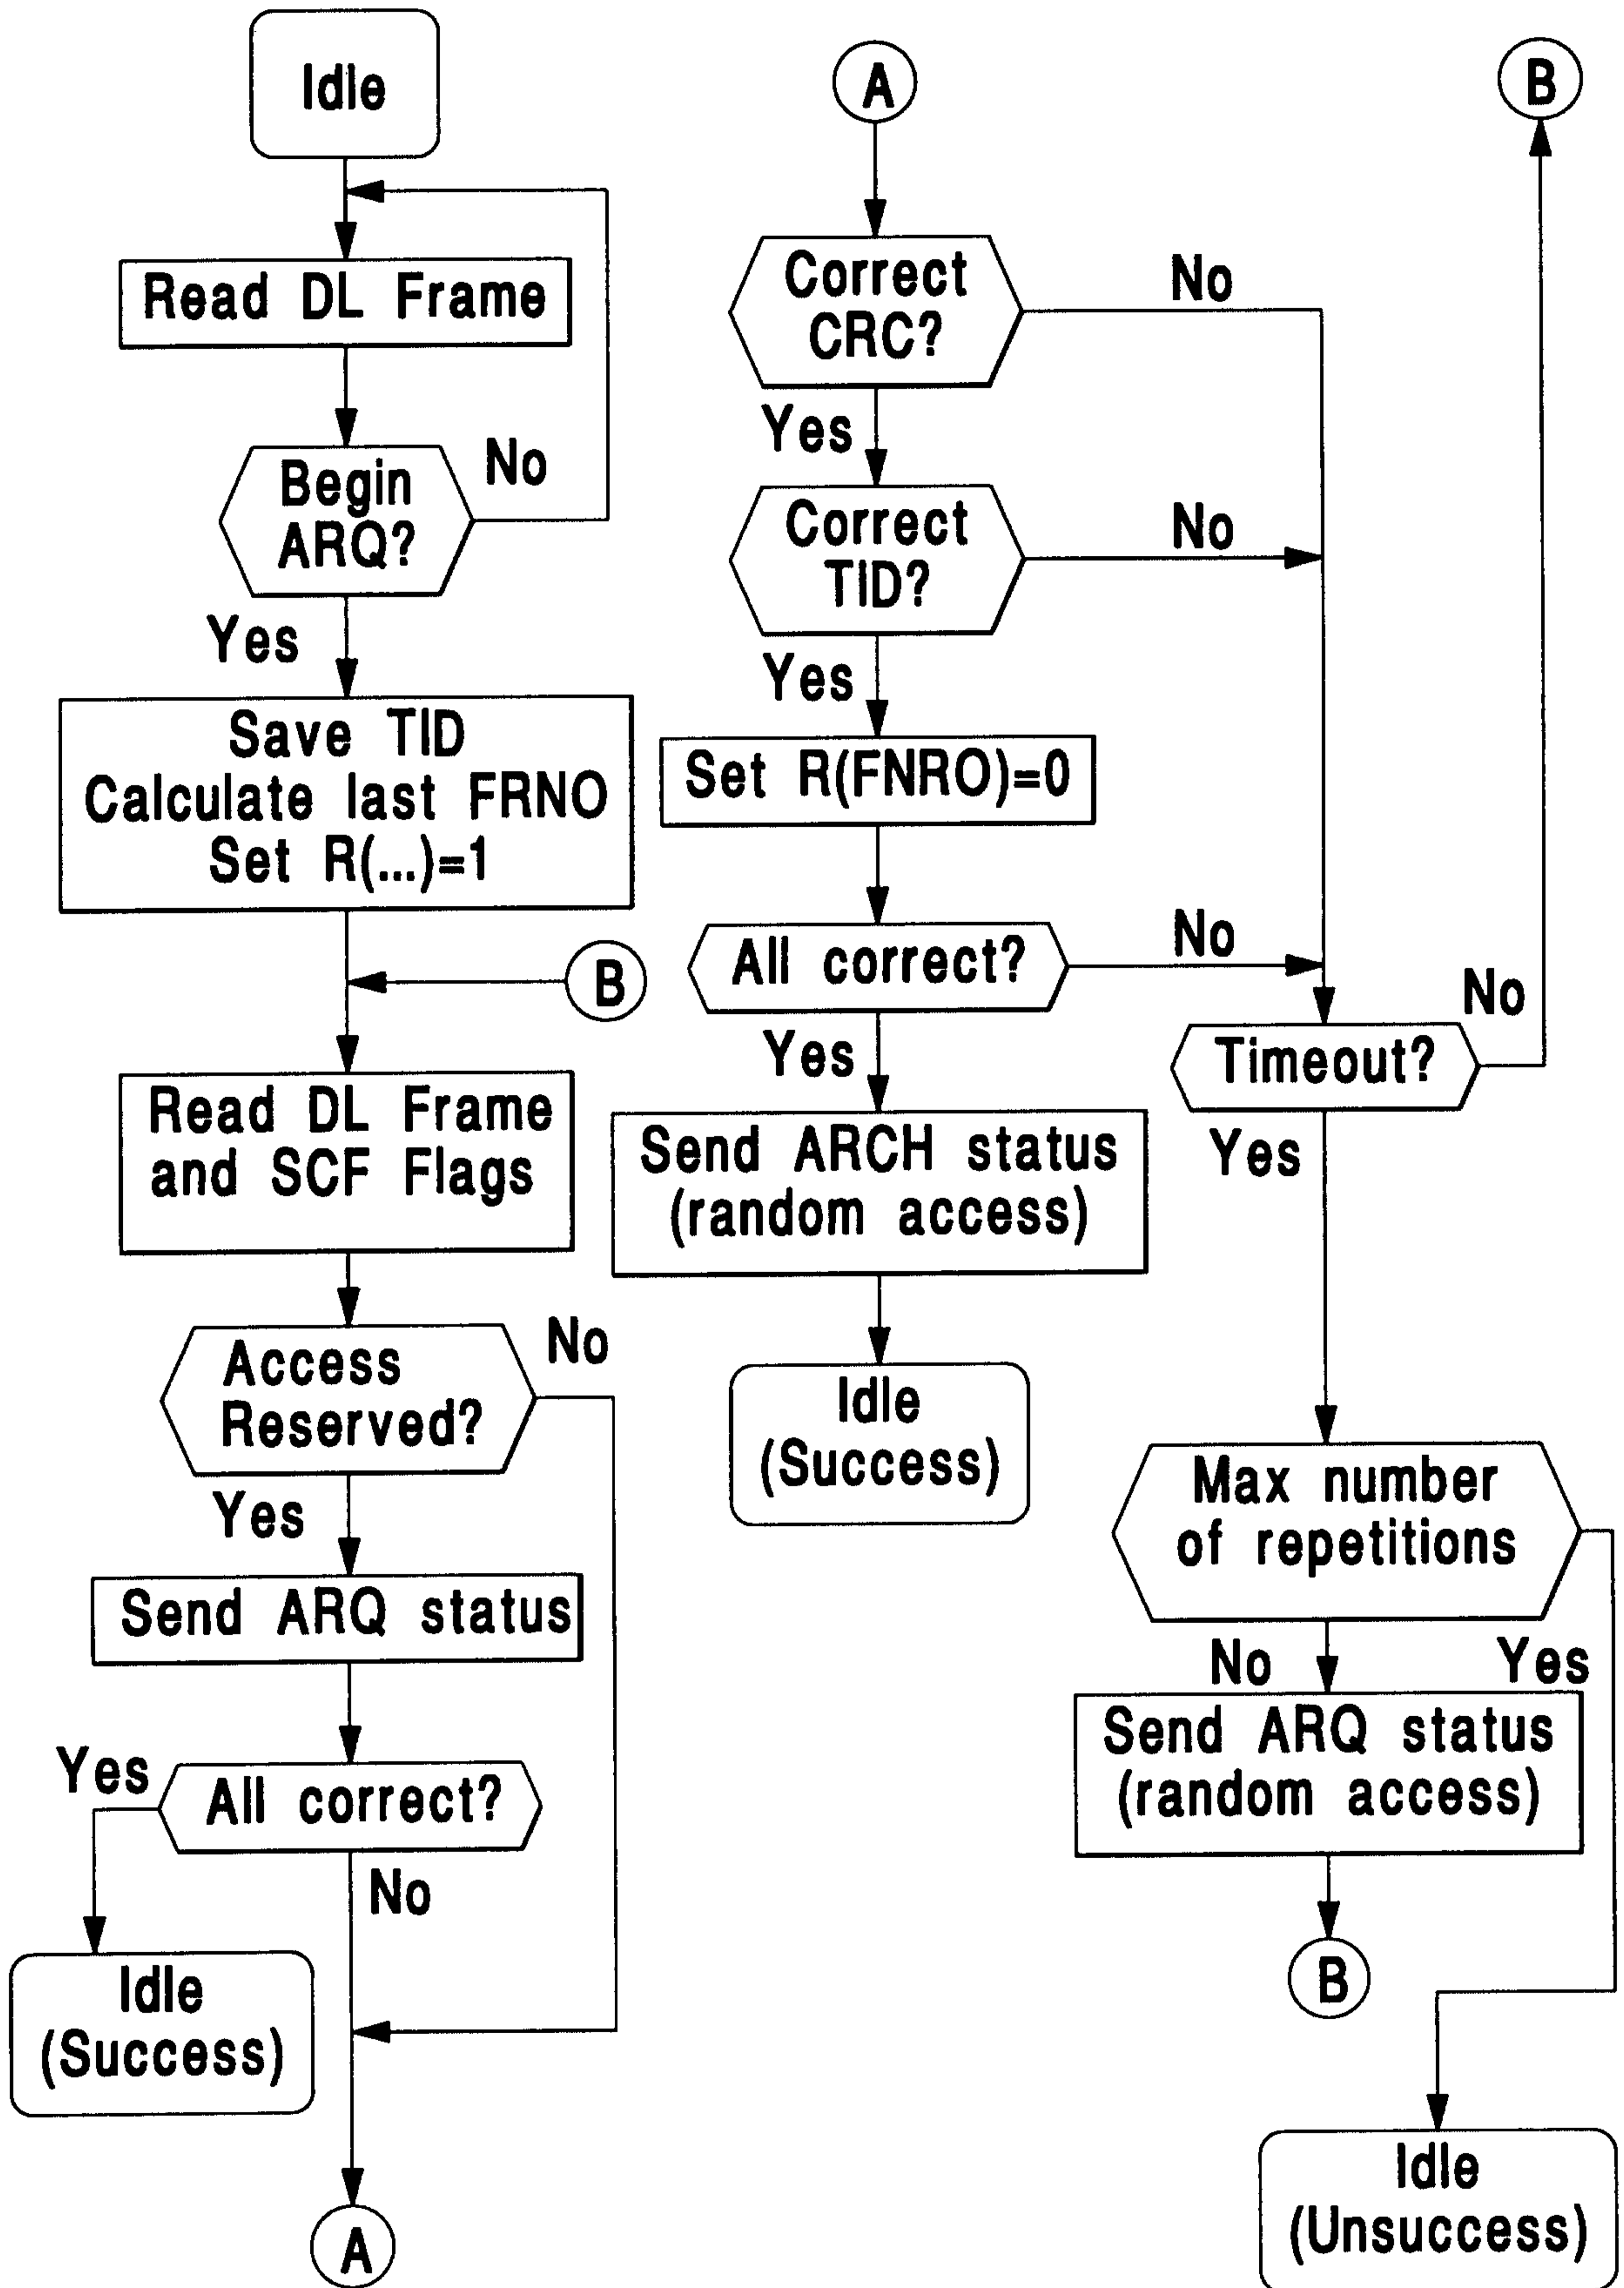 Idle
Read DL Frame
Begin
ARQ?
No
Yes
Save TID
Calculate last FRNO
Set R(...)=1
B
Read DL Frame
and SCF Flags
Access
Reserved?
No
Yes
Send ARQ status
All correct?
Yes
No
Idle
(Success)
A
A
Correct
CRC?
No
Yes
Correct
TID?
No
Yes
Set R(FNRO)=0
All correct?
No
Yes
Send ARCH status
(random access)
Idle
(Success)
B
Timeout?
No
Yes
Max number
of repetitions
No
Yes
Send ARQ status
(random access)
B
Idle
(Unsuccess)